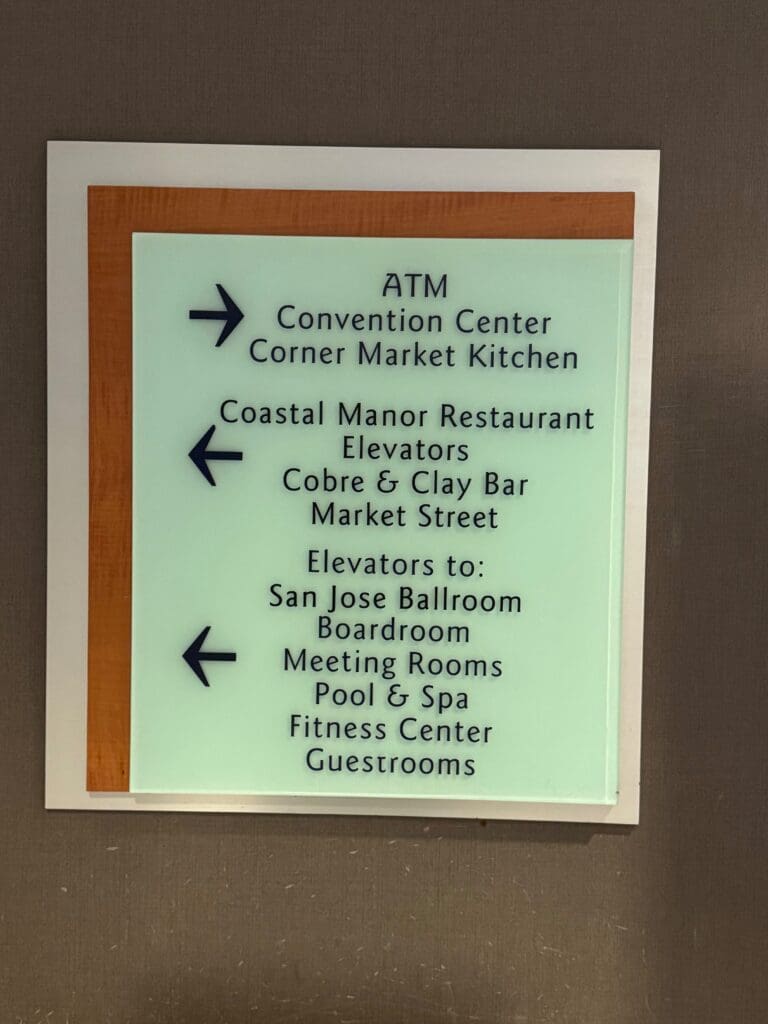 ATM
Convention Center
Corner Market Kitchen
Coastal Manor Restaurant
Elevators
Cobre & Clay Bar
Market Street
Elevators to:
San Jose Ballroom
Boardroom
Meeting Rooms
Pool & Spa
Fitness Center
Guestrooms